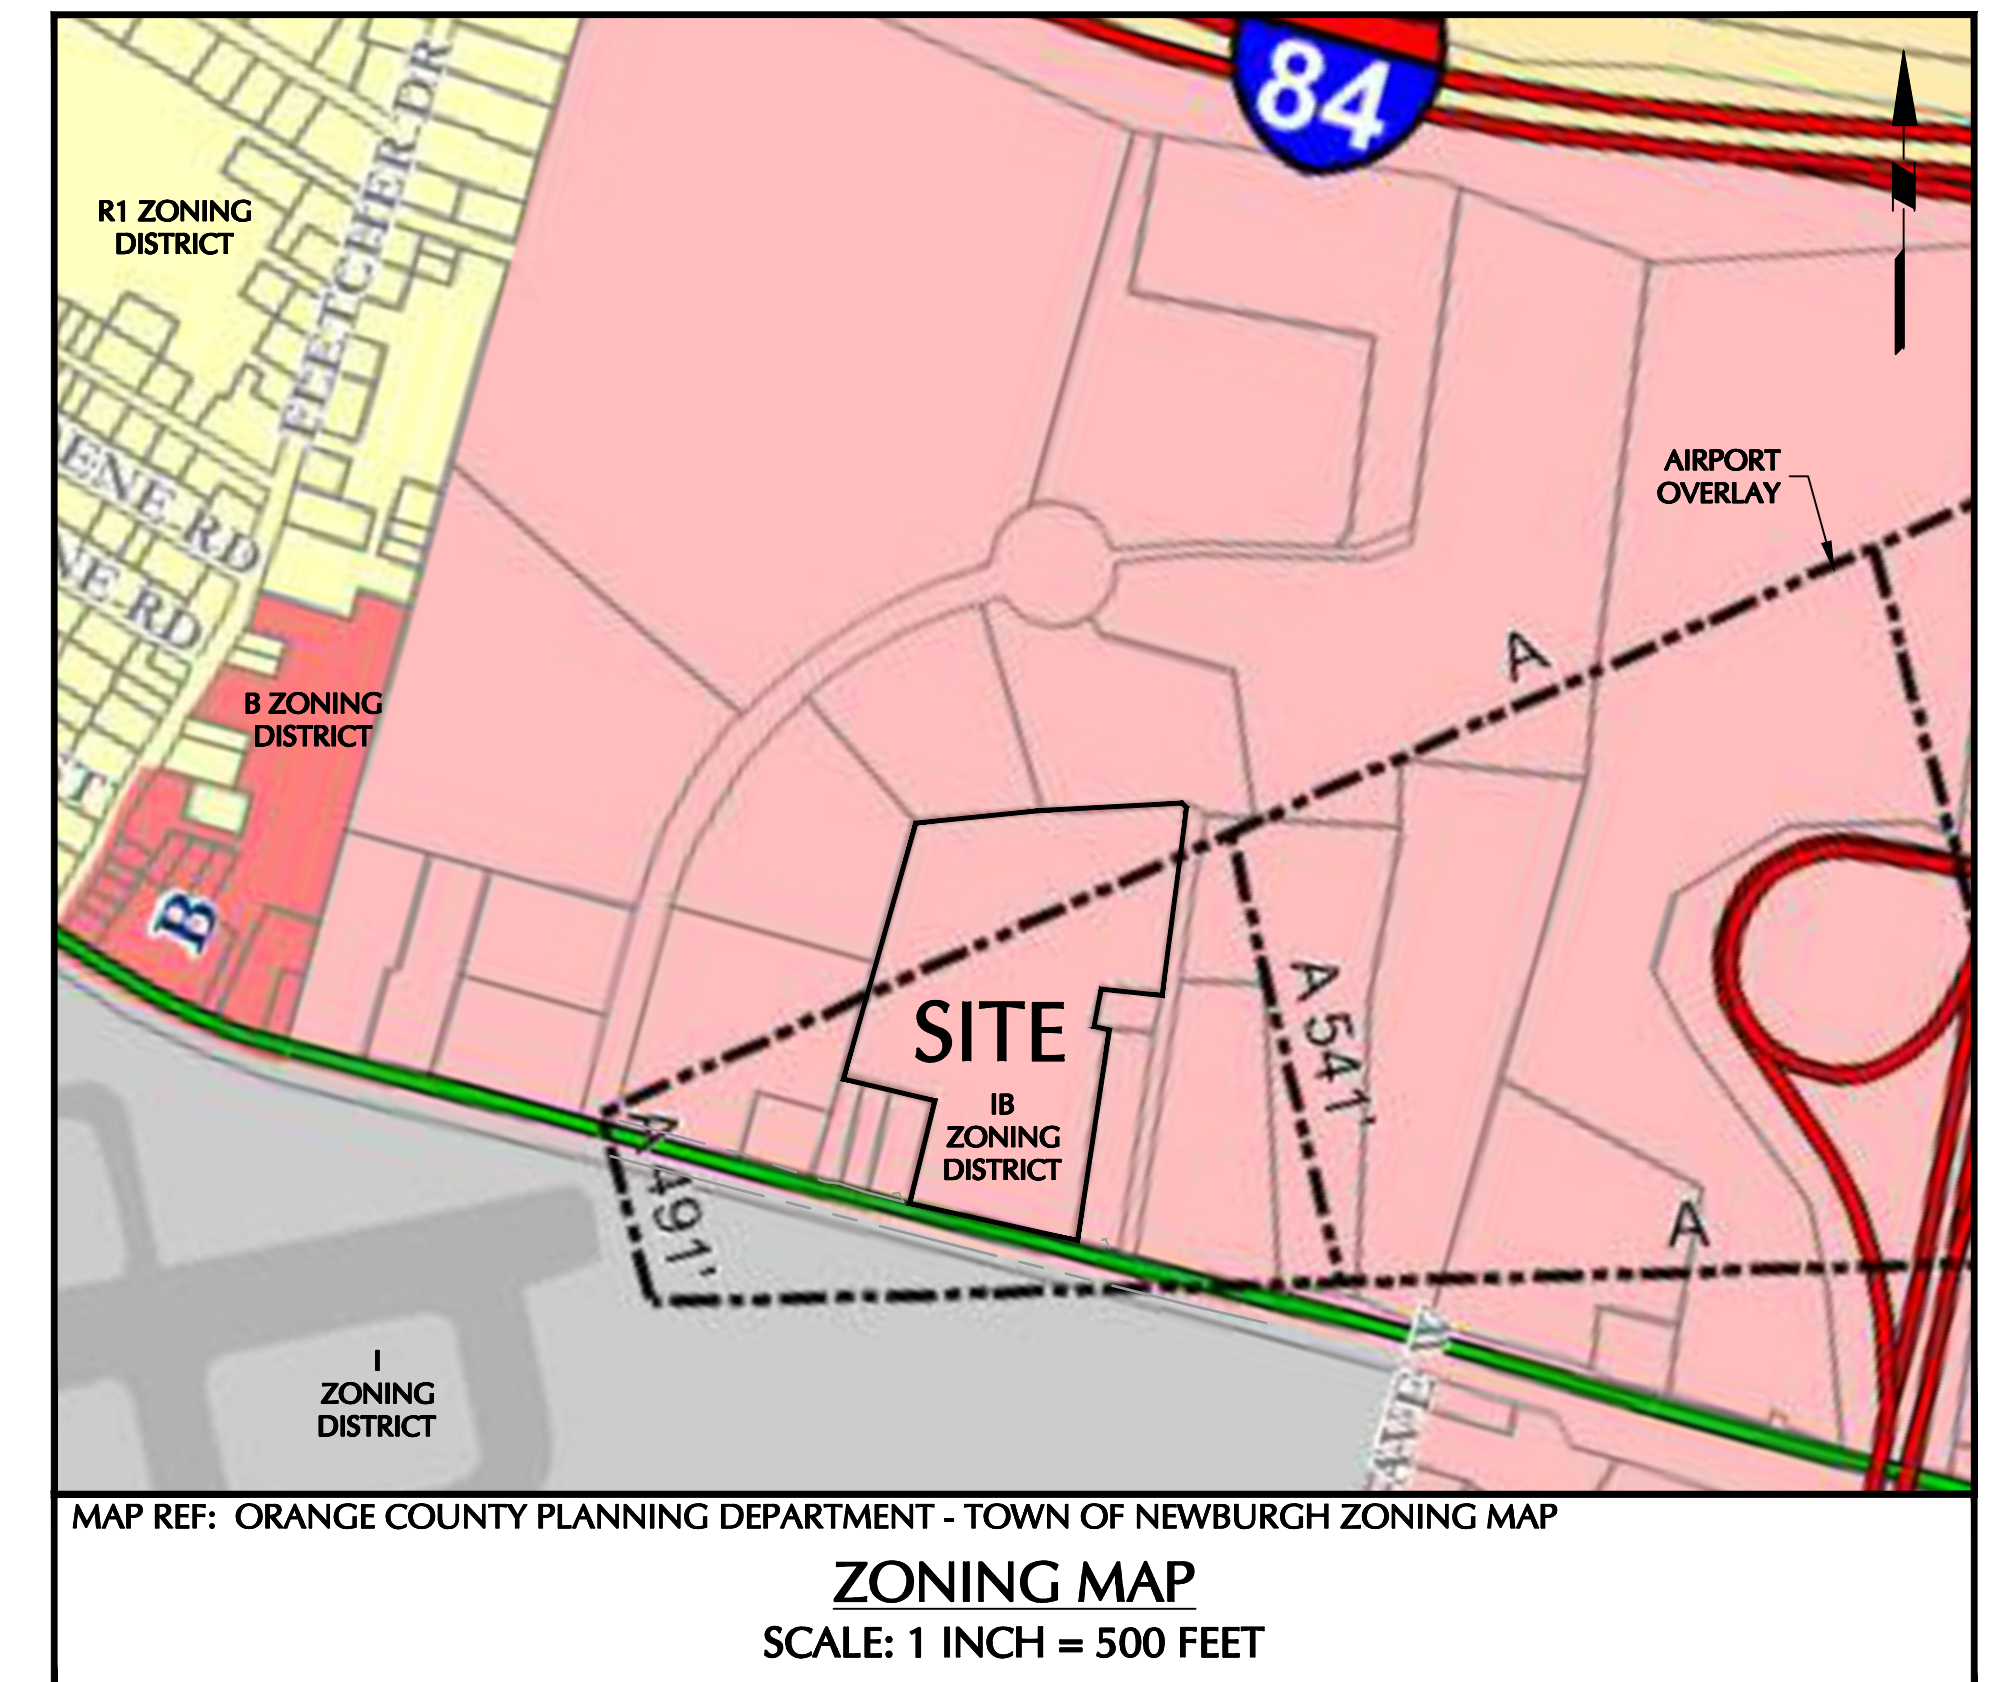 84
FLETCHER DR
R1 ZONING
DISTRICT
ENE RD
NE RD
AIRPORT
OVERLAY
A
B ZONING
DISTRICT
ST
B
A 541'
SITE
IB
ZONING
DISTRICT
A 491'
A
I
ZONING
DISTRICT
AVE
MAP REF: ORANGE COUNTY PLANNING DEPARTMENT - TOWN OF NEWBURGH ZONING MAP
ZONING MAP
SCALE: 1 INCH = 500 FEET